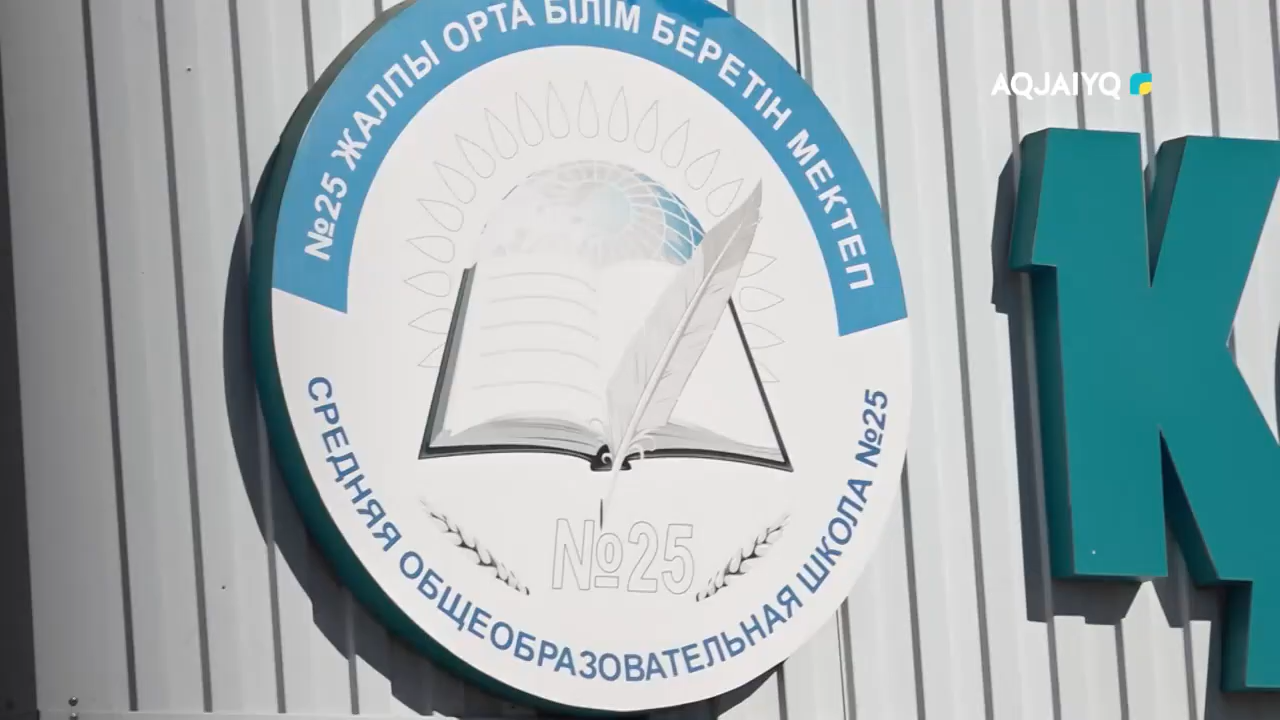 №25 ЖАЛПЫ ОРТА БІЛІМ БЕРЕТІН МЕКТЕП
AQJAIYQ
№25
СРЕДНЯЯ ОБЩЕОБРАЗОВАТЕЛЬНАЯ ШКОЛА №25
Қ